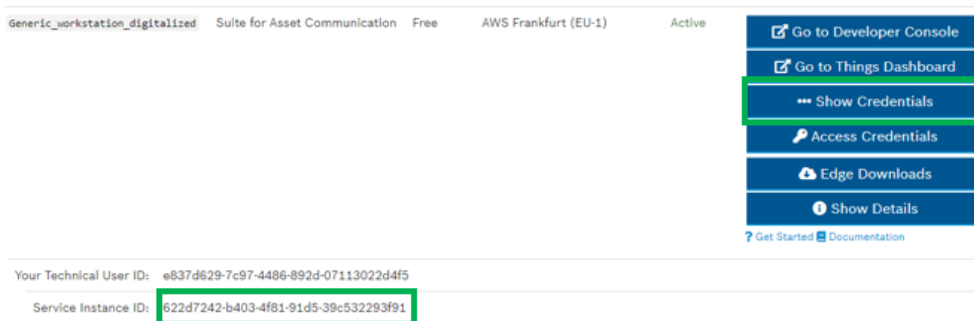 Generic_workstation_digitalized Suite for Asset Communication Free AWS Frankfurt (EU-1) Active
Go to Developer Console
Go to Things Dashboard
Show Credentials
Access Credentials
Edge Downloads
Show Details
Get Started Documentation
Your Technical User ID: e837d629-7c97-4486-892d-07113022d4f5
Service Instance ID: 622d7242-b403-4f81-91d5-39c532293f91